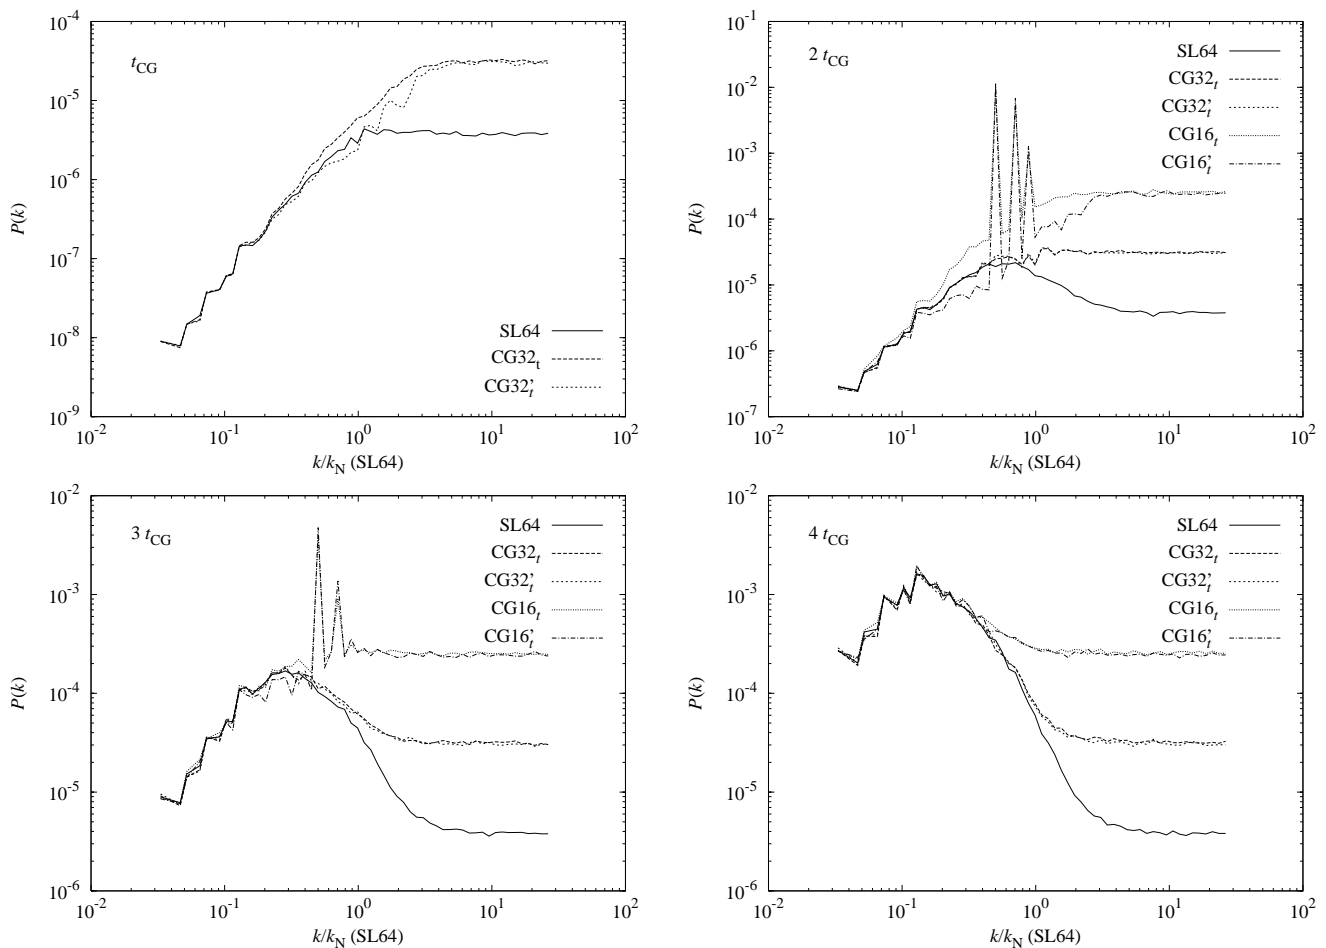 10^-4
10^-5
10^-6
10^-7
10^-8
10^-9
P(k)
t_CG
SL64
CG32_t
CG32'_t
10^-2
10^-1
10^0
10^1
10^2
k/k_N (SL64)
10^-1
10^-2
10^-3
10^-4
10^-5
10^-6
10^-7
P(k)
2 t_CG
SL64
CG32_t
CG32'_t
CG16_t
CG16'_t
10^-2
10^-1
10^0
10^1
10^2
k/k_N (SL64)
10^-2
10^-3
10^-4
10^-5
10^-6
P(k)
3 t_CG
SL64
CG32_t
CG32'_t
CG16_t
CG16'_t
10^-2
10^-1
10^0
10^1
10^2
k/k_N (SL64)
10^-2
10^-3
10^-4
10^-5
10^-6
P(k)
4 t_CG
SL64
CG32_t
CG32'_t
CG16_t
CG16'_t
10^-2
10^-1
10^0
10^1
10^2
k/k_N (SL64)